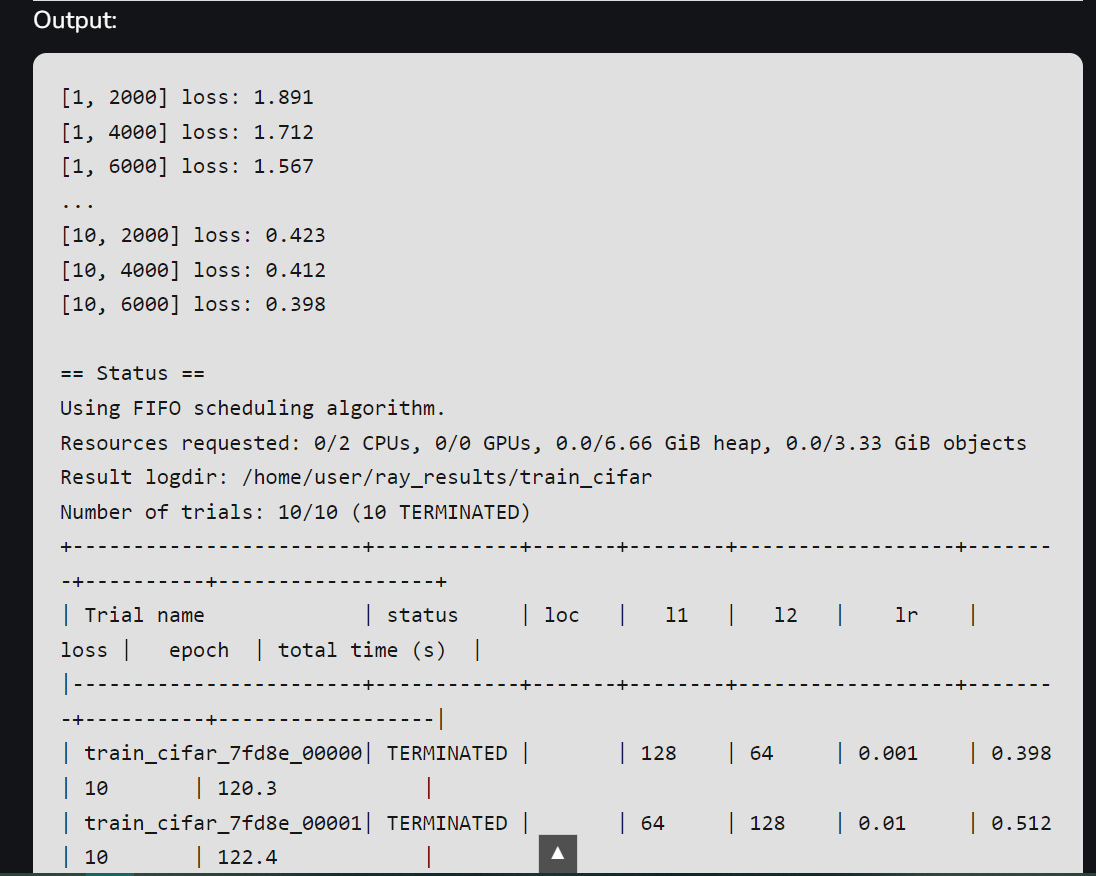 Output:
[1, 2000] loss: 1.891
[1, 4000] loss: 1.712
[1, 6000] loss: 1.567
...
[10, 2000] loss: 0.423
[10, 4000] loss: 0.412
[10, 6000] loss: 0.398
== Status ==
Using FIFO scheduling algorithm.
Resources requested: 0/2 CPUs, 0/0 GPUs, 0.0/6.66 GiB heap, 0.0/3.33 GiB objects
Result logdir: /home/user/ray_results/train_cifar
Number of trials: 10/10 (10 TERMINATED)
+------------------------+------------+-------+--------+------------------+-------
-+----------+------------------+
| Trial name             | status     | loc   |   l1   |   l2   |    lr    |
loss |   epoch  | total time (s)  |
|------------------------+------------+-------+--------+------------------+-------
-+----------+------------------|
| train_cifar_7fd8e_00000| TERMINATED |       | 128    | 64     | 0.001    | 0.398
| 10       | 120.3            |
| train_cifar_7fd8e_00001| TERMINATED |       | 64     | 128    | 0.01     | 0.512
| 10       | 122.4            |